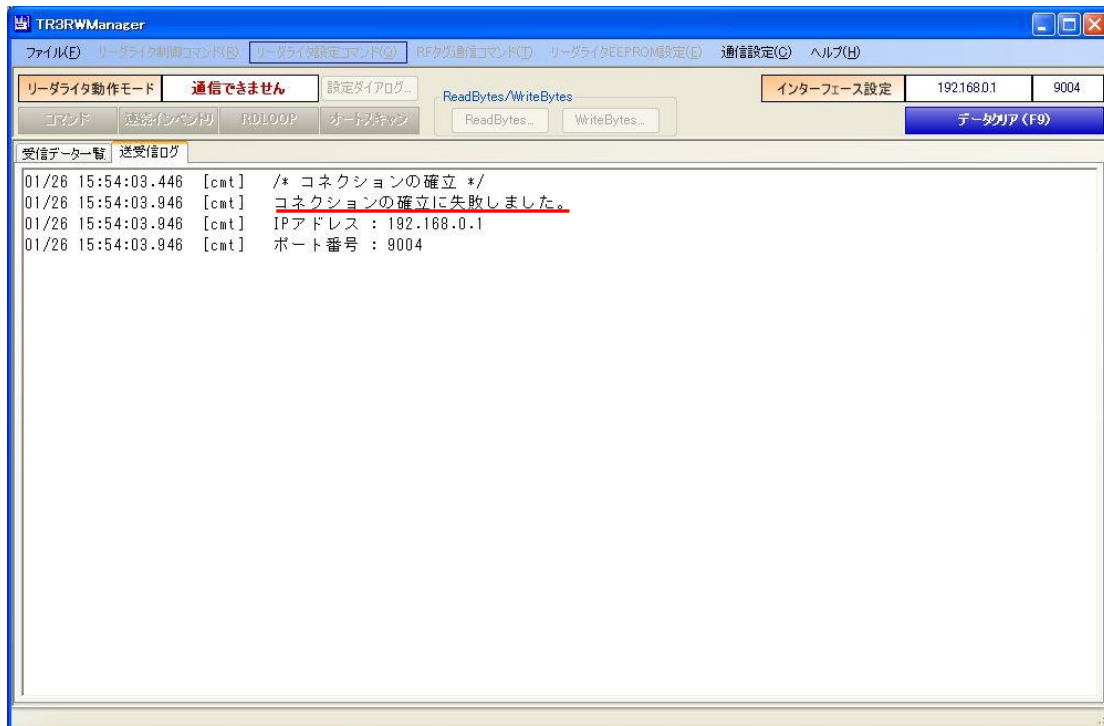 TR3RWManager
ファイル(F) リーダライタ制御コマンド(R) リーダライタ設定コマンド(Q) RFタグ通信コマンド(T) リーダライタEEPROM設定(E) 通信設定(C) ヘルプ(H)
リーダライタ動作モード 通信できません 設定ダイアログ... ReadBytes/WriteBytes インターフェース設定 192.168.0.1 9004
コマンド 連続インベントリ RDLOOP オートスキャン ReadBytes... WriteBytes... データクリア (F9)
受信データ一覧 送受信ログ
01/26 15:54:03.446 [cmt] /* コネクションの確立 */
01/26 15:54:03.946 [cmt] コネクションの確立に失敗しました。
01/26 15:54:03.946 [cmt] IPアドレス : 192.168.0.1
01/26 15:54:03.946 [cmt] ポート番号 : 9004